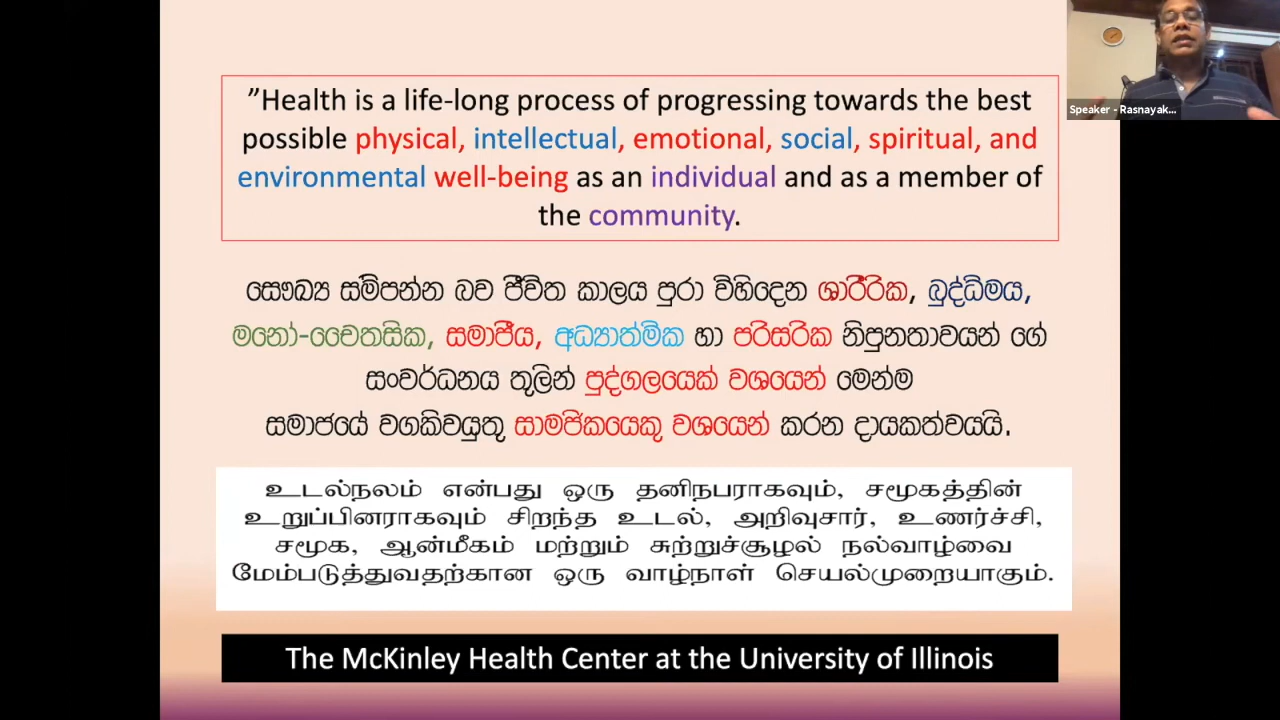 ”Health is a life-long process of progressing towards the best
possible physical, intellectual, emotional, social, spiritual, and
environmental well-being as an individual and as a member of
the community.
සෞඛ්‍ය සම්පන්න බව ජීවිත කාලය පුරා විහිදෙන ශාරීරික, බුද්ධිමය,
මනෝ-චෛතසික, සමාජීය, අධ්‍යාත්මික හා පරිසරික නිපුනතාවයන් ගේ
සංවර්ධනය තුලින් පුද්ගලයෙක් වශයෙන් මෙන්ම
සමාජයේ වගකිවයුතු සාමජිකයෙකු වශයෙන් කරන දායකත්වයයි.
உடல்நலம் என்பது ஒரு தனிநபராகவும், சமூகத்தின்
உறுப்பினராகவும் சிறந்த உடல், அறிவுசார், உணர்ச்சி,
சமூக, ஆன்மீகம் மற்றும் சுற்றுச்சூழல் நல்வாழ்வை
மேம்படுத்துவதற்கான ஒரு வாழ்நாள் செயல்முறையாகும்.
The McKinley Health Center at the University of Illinois
Speaker - Rasnayak...